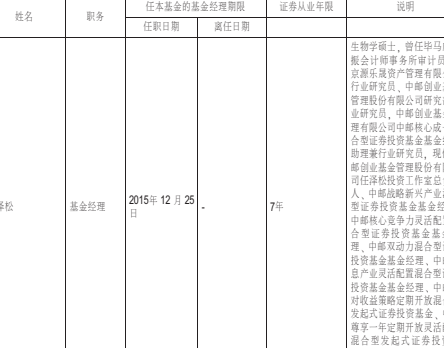 姓名
职务
任本基金的基金经理期限
证券从业年限
说明
任职日期
离任日期
泽松
基金经理
2015年 12 月 25
日
-
7年
生物学硕士，曾任毕马
振会计师事务所审计员
京源乐晟资产管理有限
行业研究员、中邮创业
管理股份有限公司研究
业研究员，中邮创业基
理有限公司中邮核心成
合型证券投资基金基金
助理兼行业研究员，现
邮创业基金管理股份有
司任泽松投资工作室总
人、中邮战略新兴产业
型证券投资基金基金经
中邮核心竞争力灵活配
合型证券投资基金基
理、中邮双动力混合型
投资基金基金经理、中
息产业灵活配置混合型
投资基金基金经理、中
对收益策略定期开放混
发起式证券投资基金、
尊享一年定期开放灵活
混合型发起式证券投